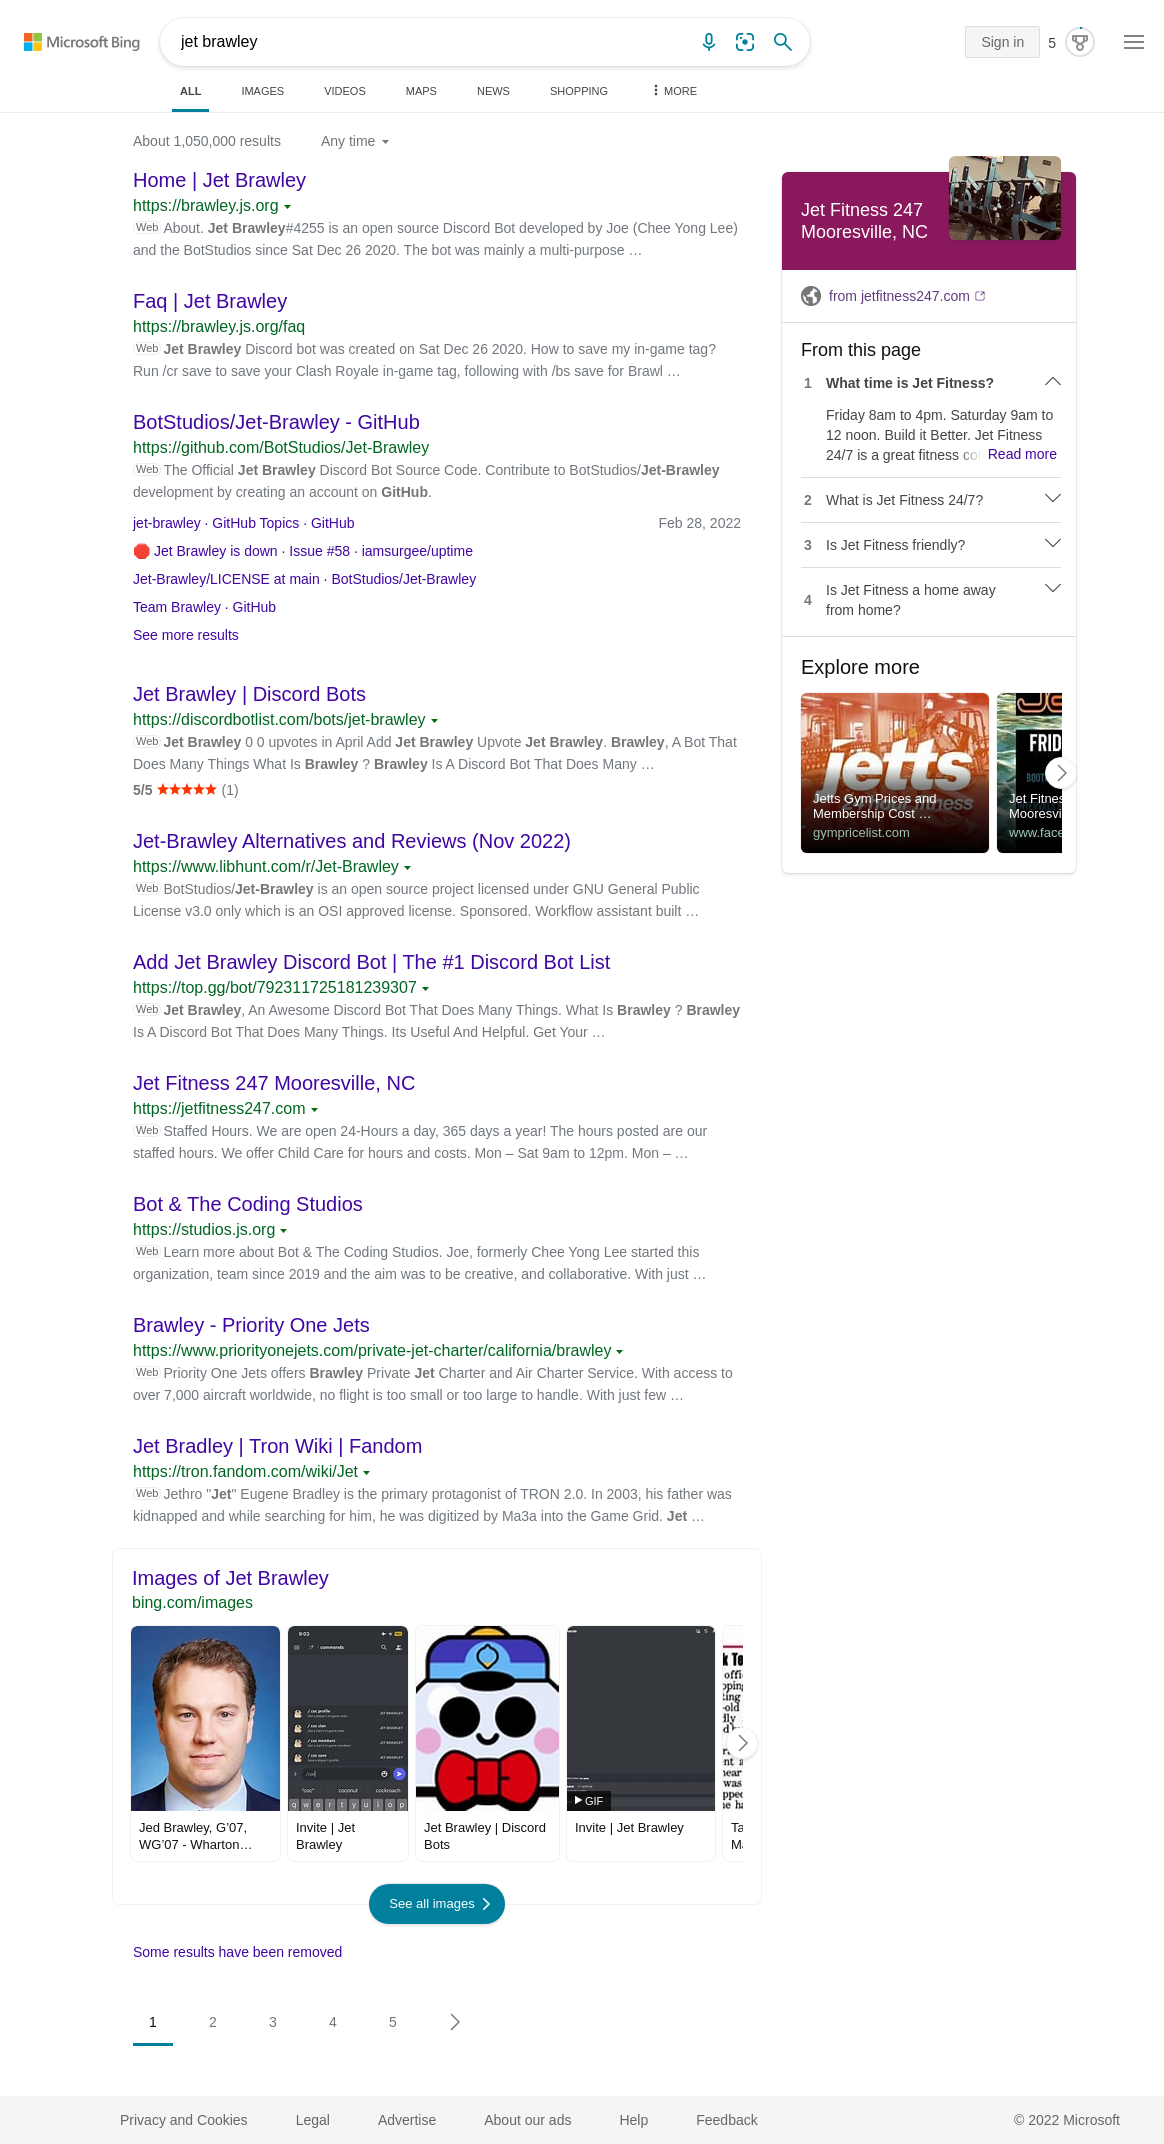 Microsoft Bing
jet brawley
Sign in
5
ALL
IMAGES
VIDEOS
MAPS
NEWS
SHOPPING
MORE
About 1,050,000 results
Any time
Home | Jet Brawley
https://brawley.js.org
Web About. Jet Brawley#4255 is an open source Discord Bot developed by Joe (Chee Yong Lee)
and the BotStudios since Sat Dec 26 2020. The bot was mainly a multi-purpose …
Faq | Jet Brawley
https://brawley.js.org/faq
Web Jet Brawley Discord bot was created on Sat Dec 26 2020. How to save my in-game tag?
Run /cr save to save your Clash Royale in-game tag, following with /bs save for Brawl …
BotStudios/Jet-Brawley - GitHub
https://github.com/BotStudios/Jet-Brawley
Web The Official Jet Brawley Discord Bot Source Code. Contribute to BotStudios/Jet-Brawley
development by creating an account on GitHub.
jet-brawley · GitHub Topics · GitHub
Feb 28, 2022
🛑 Jet Brawley is down · Issue #58 · iamsurgee/uptime
Jet-Brawley/LICENSE at main · BotStudios/Jet-Brawley
Team Brawley · GitHub
See more results
Jet Brawley | Discord Bots
https://discordbotlist.com/bots/jet-brawley
Web Jet Brawley 0 0 upvotes in April Add Jet Brawley Upvote Jet Brawley. Brawley, A Bot That
Does Many Things What Is Brawley ? Brawley Is A Discord Bot That Does Many …
5/5 ★★★★★ (1)
Jet-Brawley Alternatives and Reviews (Nov 2022)
https://www.libhunt.com/r/Jet-Brawley
Web BotStudios/Jet-Brawley is an open source project licensed under GNU General Public
License v3.0 only which is an OSI approved license. Sponsored. Workflow assistant built …
Add Jet Brawley Discord Bot | The #1 Discord Bot List
https://top.gg/bot/792311725181239307
Web Jet Brawley, An Awesome Discord Bot That Does Many Things. What Is Brawley ? Brawley
Is A Discord Bot That Does Many Things. Its Useful And Helpful. Get Your …
Jet Fitness 247 Mooresville, NC
https://jetfitness247.com
Web Staffed Hours. We are open 24-Hours a day, 365 days a year! The hours posted are our
staffed hours. We offer Child Care for hours and costs. Mon – Sat 9am to 12pm. Mon – …
Bot & The Coding Studios
https://studios.js.org
Web Learn more about Bot & The Coding Studios. Joe, formerly Chee Yong Lee started this
organization, team since 2019 and the aim was to be creative, and collaborative. With just …
Brawley - Priority One Jets
https://www.priorityonejets.com/private-jet-charter/california/brawley
Web Priority One Jets offers Brawley Private Jet Charter and Air Charter Service. With access to
over 7,000 aircraft worldwide, no flight is too small or too large to handle. With just few …
Jet Bradley | Tron Wiki | Fandom
https://tron.fandom.com/wiki/Jet
Web Jethro "Jet" Eugene Bradley is the primary protagonist of TRON 2.0. In 2003, his father was
kidnapped and while searching for him, he was digitized by Ma3a into the Game Grid. Jet …
Images of Jet Brawley
bing.com/images
9:03
commands
/ coc profile
/ coc clan
/ coc members
/ coc save
/coc
"coc"
coconut
cockroach
q w e r t y u i o p
GIF
Jed Brawley, G'07,
WG'07 - Wharton…
Invite | Jet
Brawley
Jet Brawley | Discord
Bots
Invite | Jet Brawley
See all images
Some results have been removed
1
2
3
4
5
Jet Fitness 247
Mooresville, NC
from jetfitness247.com
From this page
1 What time is Jet Fitness?
Friday 8am to 4pm. Saturday 9am to
12 noon. Build it Better. Jet Fitness
24/7 is a great fitness co
Read more
2 What is Jet Fitness 24/7?
3 Is Jet Fitness friendly?
4 Is Jet Fitness a home away
from home?
Explore more
jetts
24 hour fitness
Jetts Gym Prices and
Membership Cost …
gympricelist.com
FRID
Jet Fitnes
Mooresvi
www.face
Privacy and Cookies
Legal
Advertise
About our ads
Help
Feedback
© 2022 Microsoft